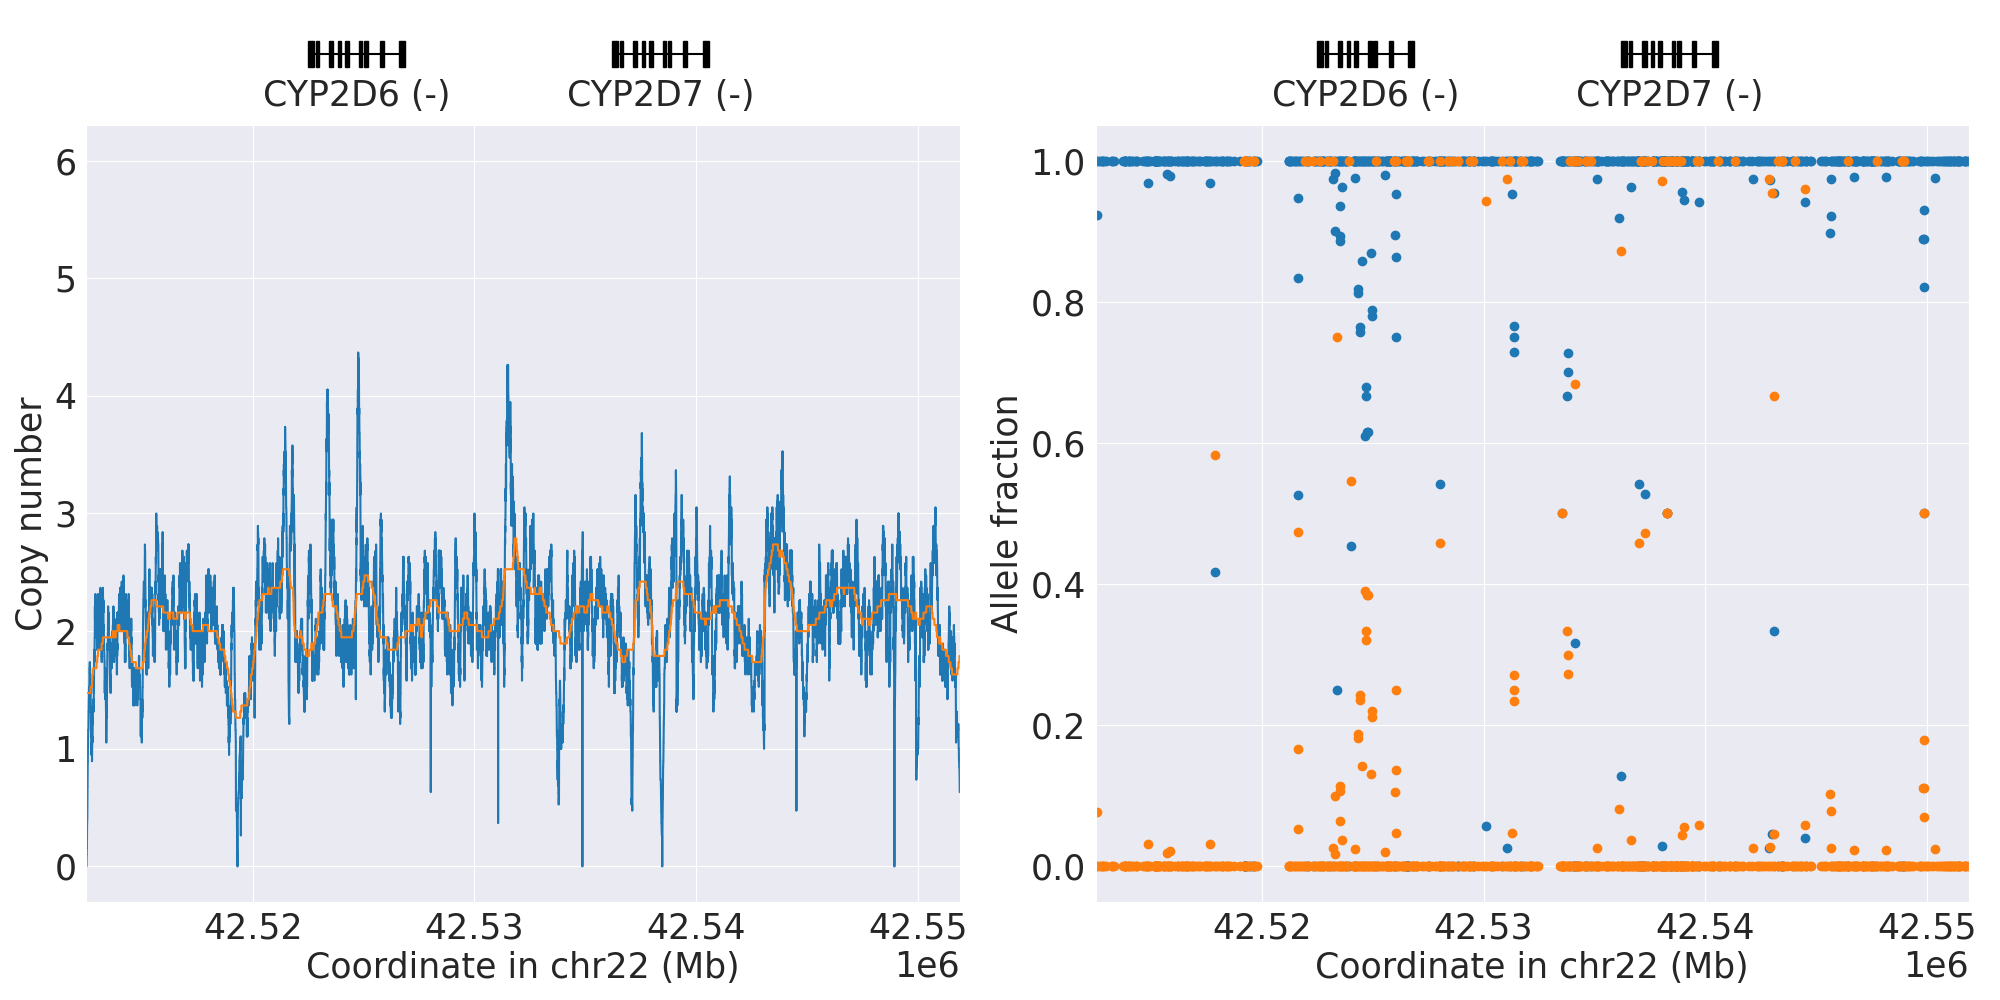 CYP2D6 (-) CYP2D7 (-)
6
5
4
3
2
1
0
Copy number
42.52 42.53 42.54 42.55
Coordinate in chr22 (Mb) 1e6
CYP2D6 (-) CYP2D7 (-)
1.0
0.8
0.6
0.4
0.2
0.0
Allele fraction
42.52 42.53 42.54 42.55
Coordinate in chr22 (Mb) 1e6